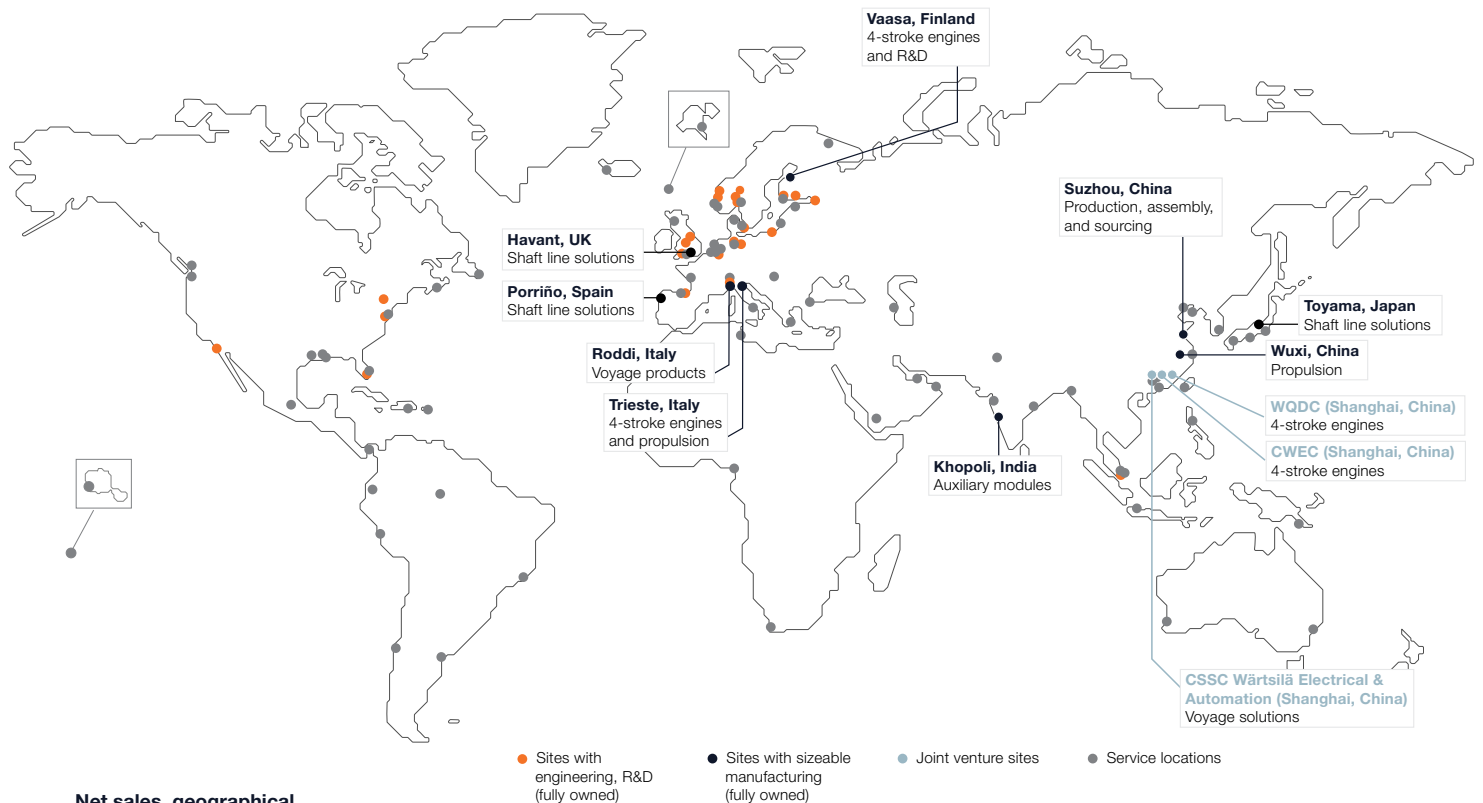 Vaasa, Finland
4-stroke engines
and R&D
Suzhou, China
Production, assembly,
and sourcing
Havant, UK
Shaft line solutions
Porriño, Spain
Shaft line solutions
Toyama, Japan
Shaft line solutions
Roddi, Italy
Voyage products
Wuxi, China
Propulsion
Trieste, Italy
4-stroke engines
and propulsion
WQDC (Shanghai, China)
4-stroke engines
CWEC (Shanghai, China)
4-stroke engines
Khopoli, India
Auxiliary modules
CSSC Wärtsilä Electrical &
Automation (Shanghai, China)
Voyage solutions
Sites with
engineering, R&D
(fully owned)
Sites with sizeable
manufacturing
(fully owned)
Joint venture sites
Service locations
Net sales, geographical